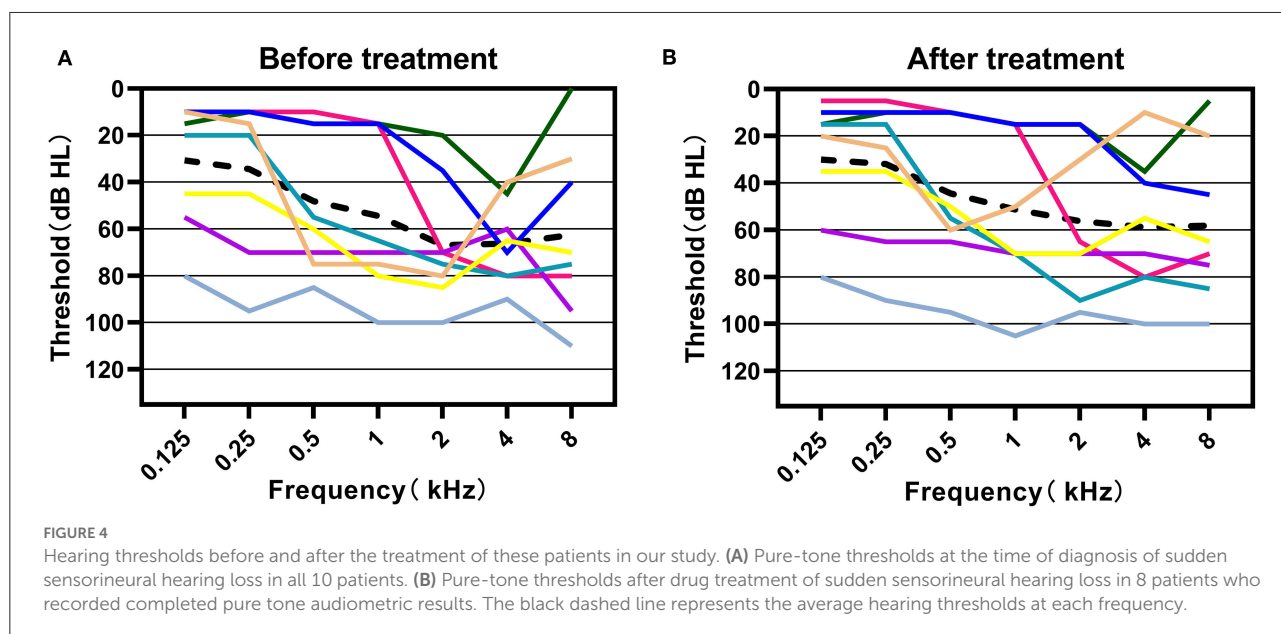 A
Before treatment
Threshold(dB HL)
0
20
40
60
80
100
120
0.125
0.25
0.5
1
2
4
8
Frequency( kHz)
B
After treatment
Threshold(dB HL)
0
20
40
60
80
100
120
0.125
0.25
0.5
1
2
4
8
Frequency( kHz)
FIGURE 4
Hearing thresholds before and after the treatment of these patients in our study. (A) Pure-tone thresholds at the time of diagnosis of sudden
sensorineural hearing loss in all 10 patients. (B) Pure-tone thresholds after drug treatment of sudden sensorineural hearing loss in 8 patients who
recorded completed pure tone audiometric results. The black dashed line represents the average hearing thresholds at each frequency.